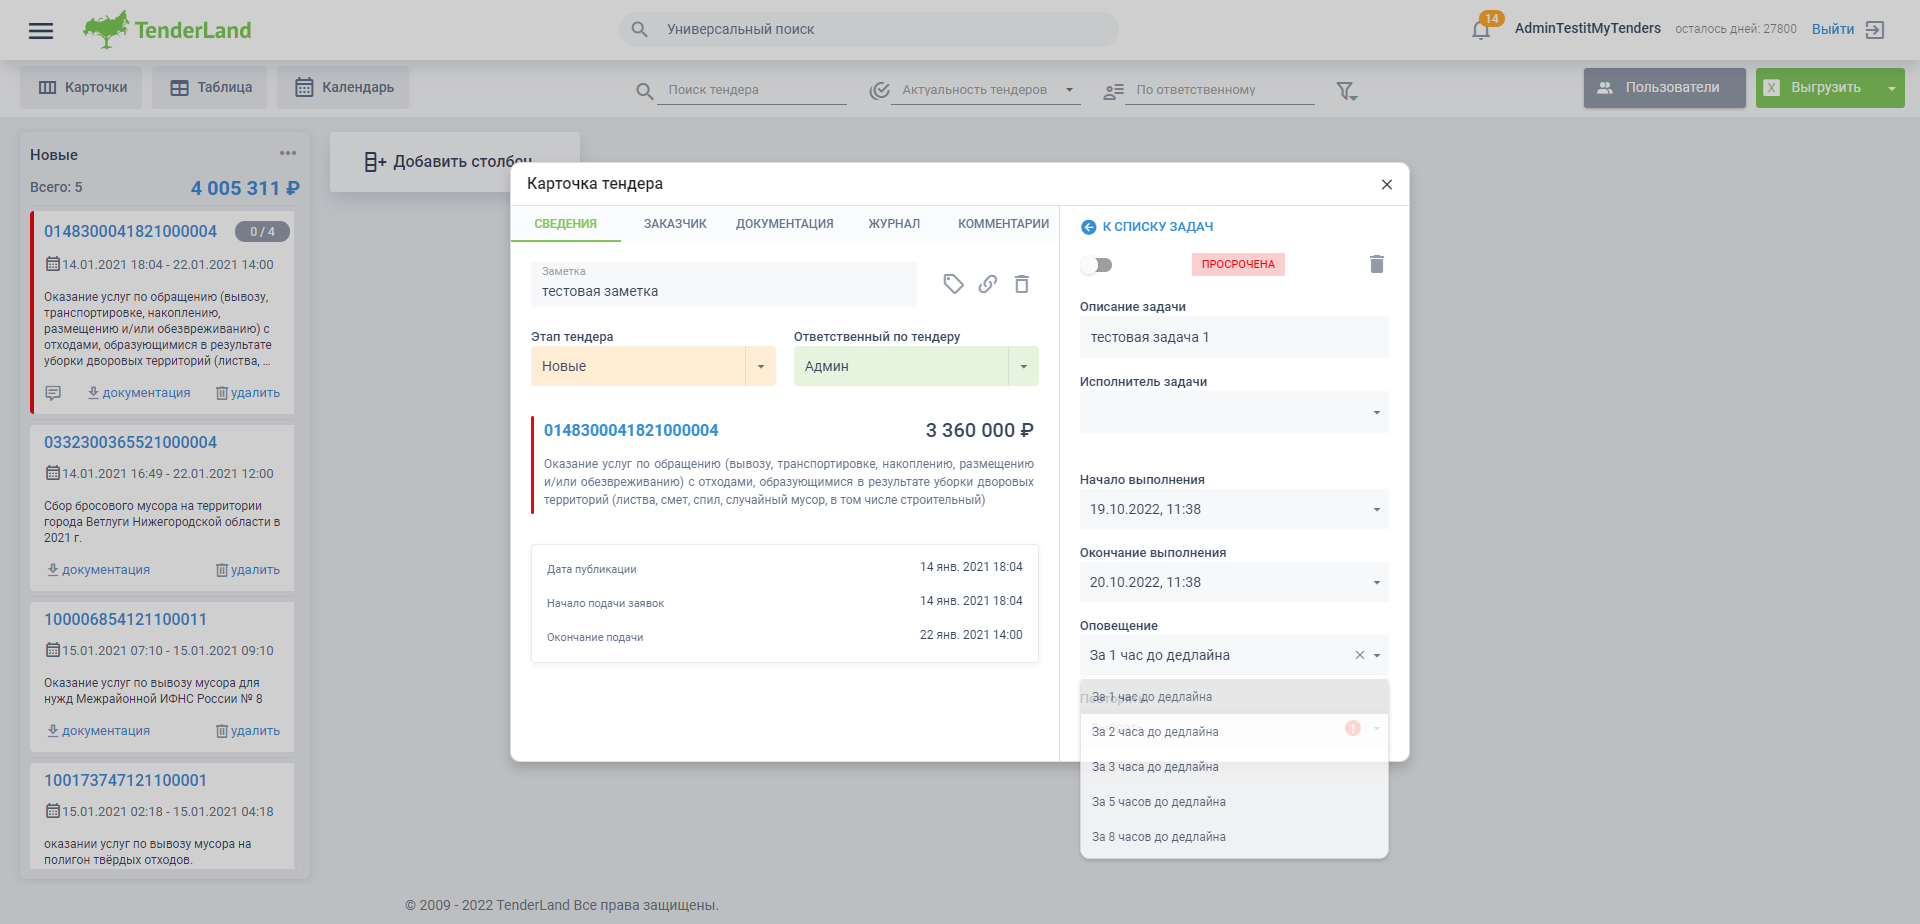 TenderLand
Универсальный поиск
14
AdminTestitMyTenders
осталось дней: 27800
Выйти
Карточки
Таблица
Календарь
Поиск тендера
Актуальность тендеров
По ответственному
Пользователи
X
Выгрузить
Новые
Всего: 5
4 005 311 ₽
0148300041821000004
0 / 4
14.01.2021 18:04 - 22.01.2021 14:00
Оказание услуг по обращению (вывозу,
транспортировке, накоплению,
размещению и/или обезвреживанию) с
отходами, образующимися в результате
уборки дворовых территорий (листва, ...
документация
удалить
0332300365521000004
14.01.2021 16:49 - 22.01.2021 12:00
Сбор бросового мусора на территории
города Ветлуги Нижегородской области в
2021 г.
документация
удалить
100006854121100011
15.01.2021 07:10 - 15.01.2021 09:10
Оказание услуг по вывозу мусора для
нужд Межрайонной ИФНС России № 8
документация
удалить
100173747121100001
15.01.2021 02:18 - 15.01.2021 04:18
оказании услуг по вывозу мусора на
полигон твёрдых отходов.
Добавить столбец
Карточка тендера
СВЕДЕНИЯ
ЗАКАЗЧИК
ДОКУМЕНТАЦИЯ
ЖУРНАЛ
КОММЕНТАРИИ
Заметка
тестовая заметка
Этап тендера
Новые
Ответственный по тендеру
Админ
0148300041821000004
3 360 000 ₽
Оказание услуг по обращению (вывозу, транспортировке, накоплению, размещению
и/или обезвреживанию) с отходами, образующимися в результате уборки дворовых
территорий (листва, смет, спил, случайный мусор, в том числе строительный)
Дата публикации
14 янв. 2021 18:04
Начало подачи заявок
14 янв. 2021 18:04
Окончание подачи
22 янв. 2021 14:00
К СПИСКУ ЗАДАЧ
ПРОСРОЧЕНА
Описание задачи
тестовая задача 1
Исполнитель задачи
Начало выполнения
19.10.2022, 11:38
Окончание выполнения
20.10.2022, 11:38
Оповещение
За 1 час до дедлайна
За 1 час до дедлайна
За 2 часа до дедлайна
За 3 часа до дедлайна
За 5 часов до дедлайна
За 8 часов до дедлайна
© 2009 - 2022 TenderLand Все права защищены.